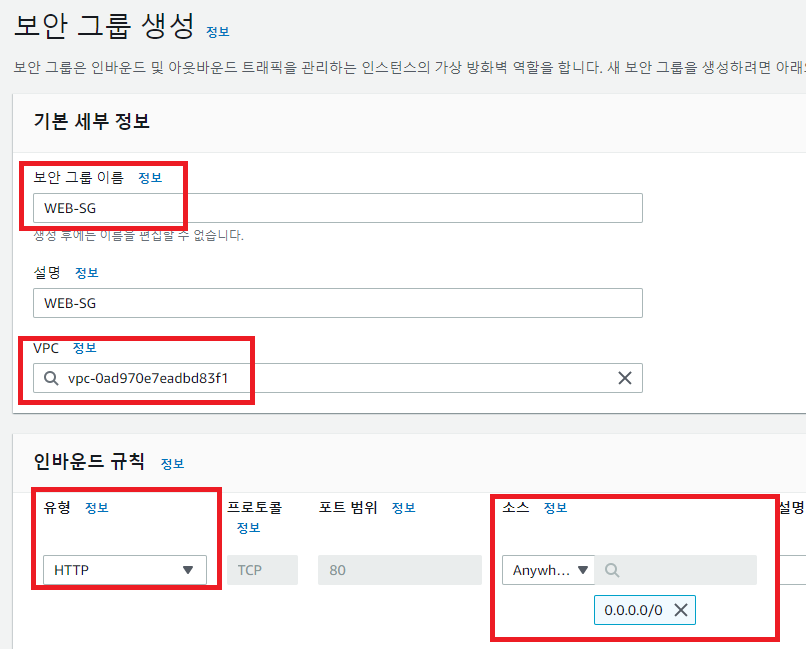 보안 그룹 생성 정보
보안 그룹은 인바운드 및 아웃바운드 트래픽을 관리하는 인스턴스의 가상 방화벽 역할을 합니다. 새 보안 그룹을 생성하려면 아래의
기본 세부 정보
보안 그룹 이름 정보
WEB-SG
생성 후에는 이름을 편집할 수 없습니다.
설명 정보
WEB-SG
VPC 정보
vpc-0ad970e7eadbd83f1
인바운드 규칙 정보
유형 정보 프로토콜 포트 범위 정보 소스 정보 설명
정보
HTTP TCP 80 Anywh...
0.0.0.0/0